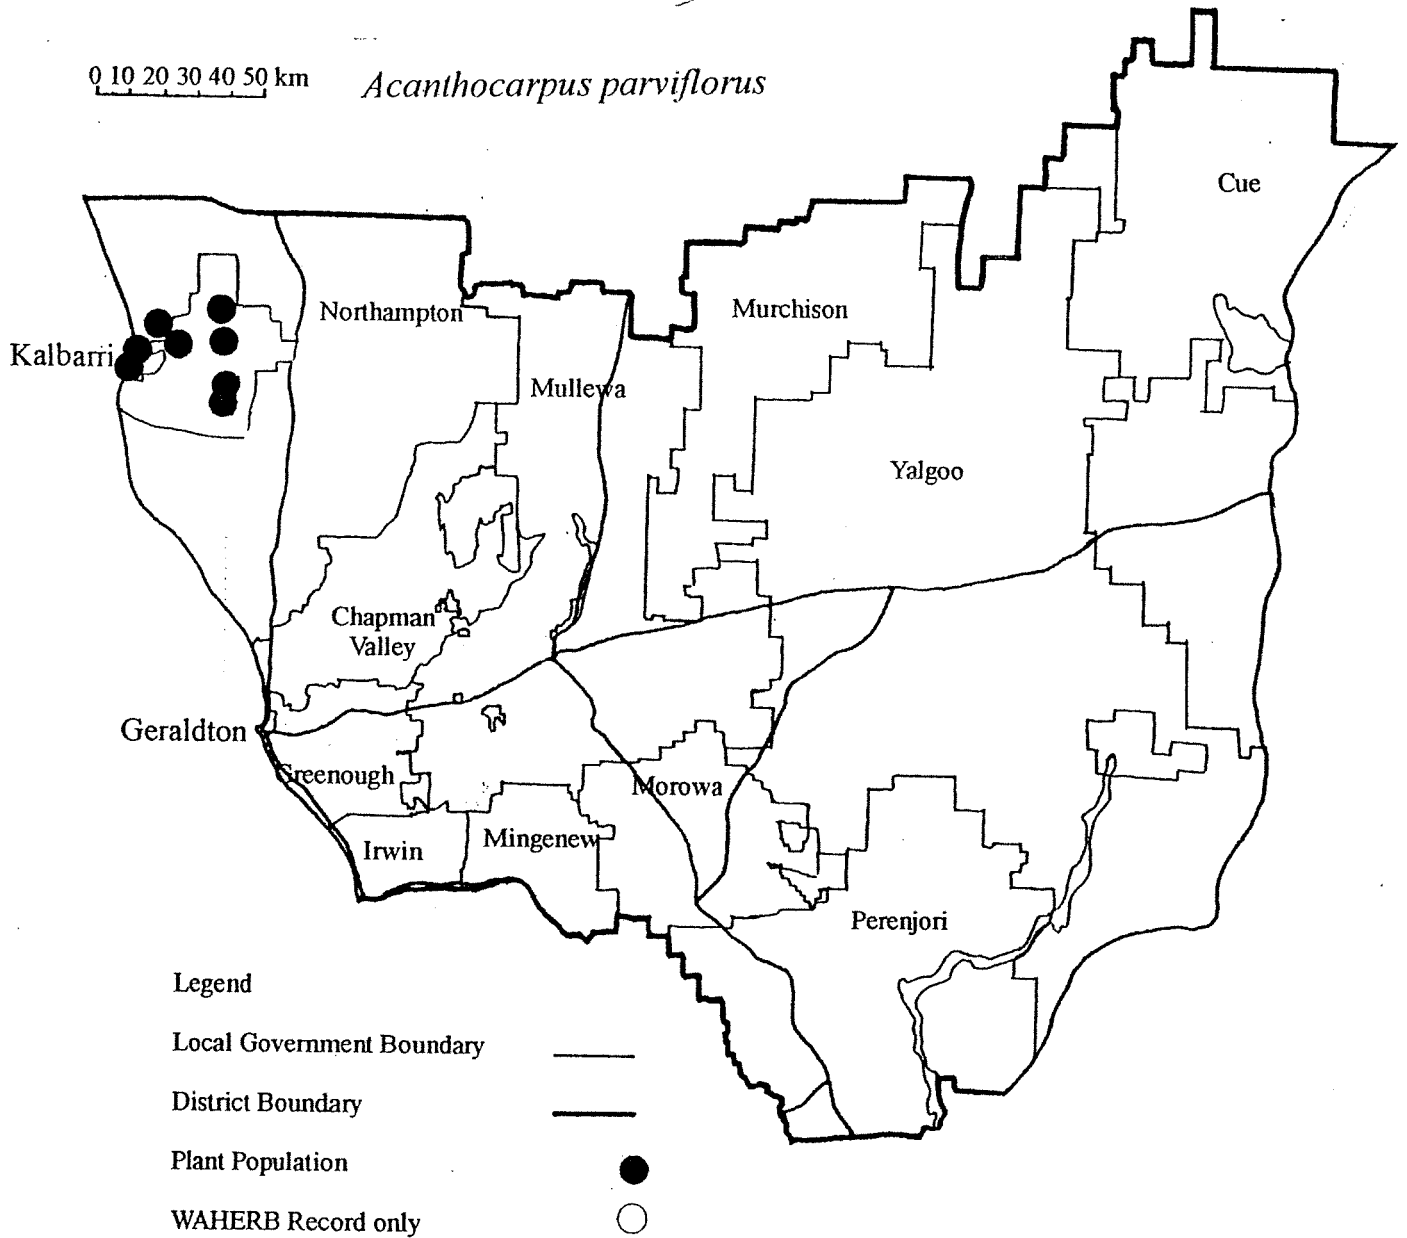 0 10 20 30 40 50 km
Acanthocarpus parviflorus
Cue
Northampton
Murchison
Kalbarri
Mullewa
Yalgoo
Chapman
Valley
Geraldton
Greenough
Morowa
Irwin
Mingenew
Perenjori
Legend
Local Government Boundary
District Boundary
Plant Population
WAHERB Record only